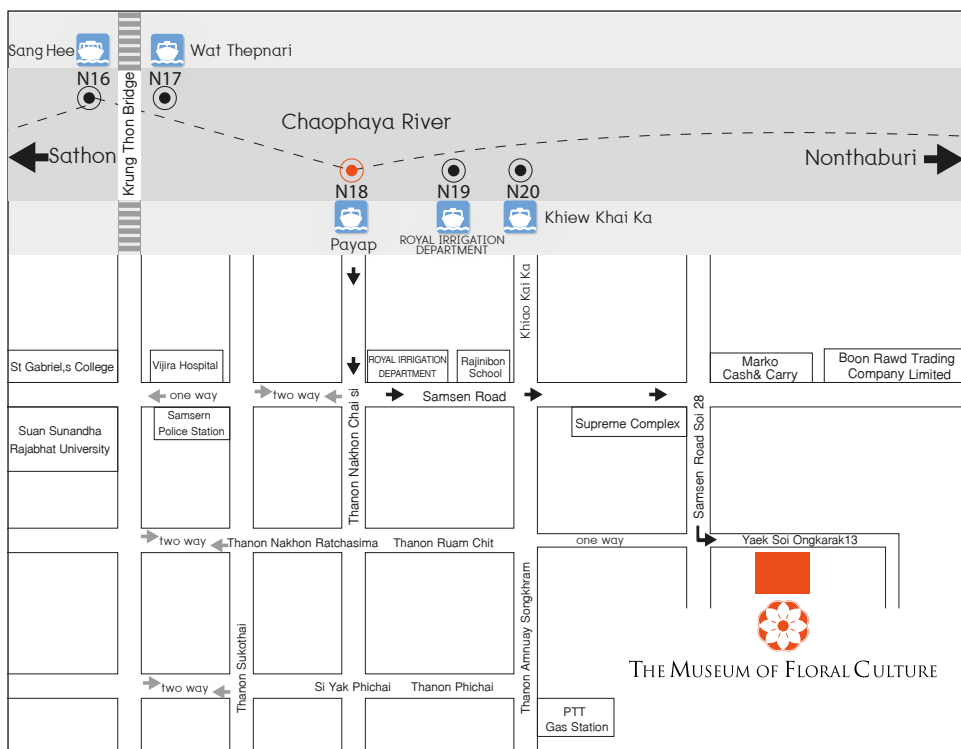 Sang Hee
Wat Thepnari
N16
N17
Krung Thon Bridge
Chaophaya River
Sathon
Nonthaburi
N18
N19
N20
Payap
ROYAL IRRIGATION
DEPARTMENT
Khiew Khai Ka
Khiao Kai Ka
St Gabriel,s College
Vijira Hospital
ROYAL IRRIGATION
DEPARTMENT
Rajinibon
School
Marko
Cash& Carry
Boon Rawd Trading
Company Limited
one way
two way
Thanon Nakhon Chai si
Samsen Road
Samsen Road Soi 28
Suan Sunandha
Rajabhat University
Samsern
Police Station
Supreme Complex
two way
Thanon Nakhon Ratchasima
Thanon Ruam Chit
one way
Yaek Soi Ongkarak13
Thanon Sukothai
Thanon Amnuay Songkhram
THE MUSEUM OF FLORAL CULTURE
two way
Si Yak Phichai
Thanon Phichai
PTT
Gas Station